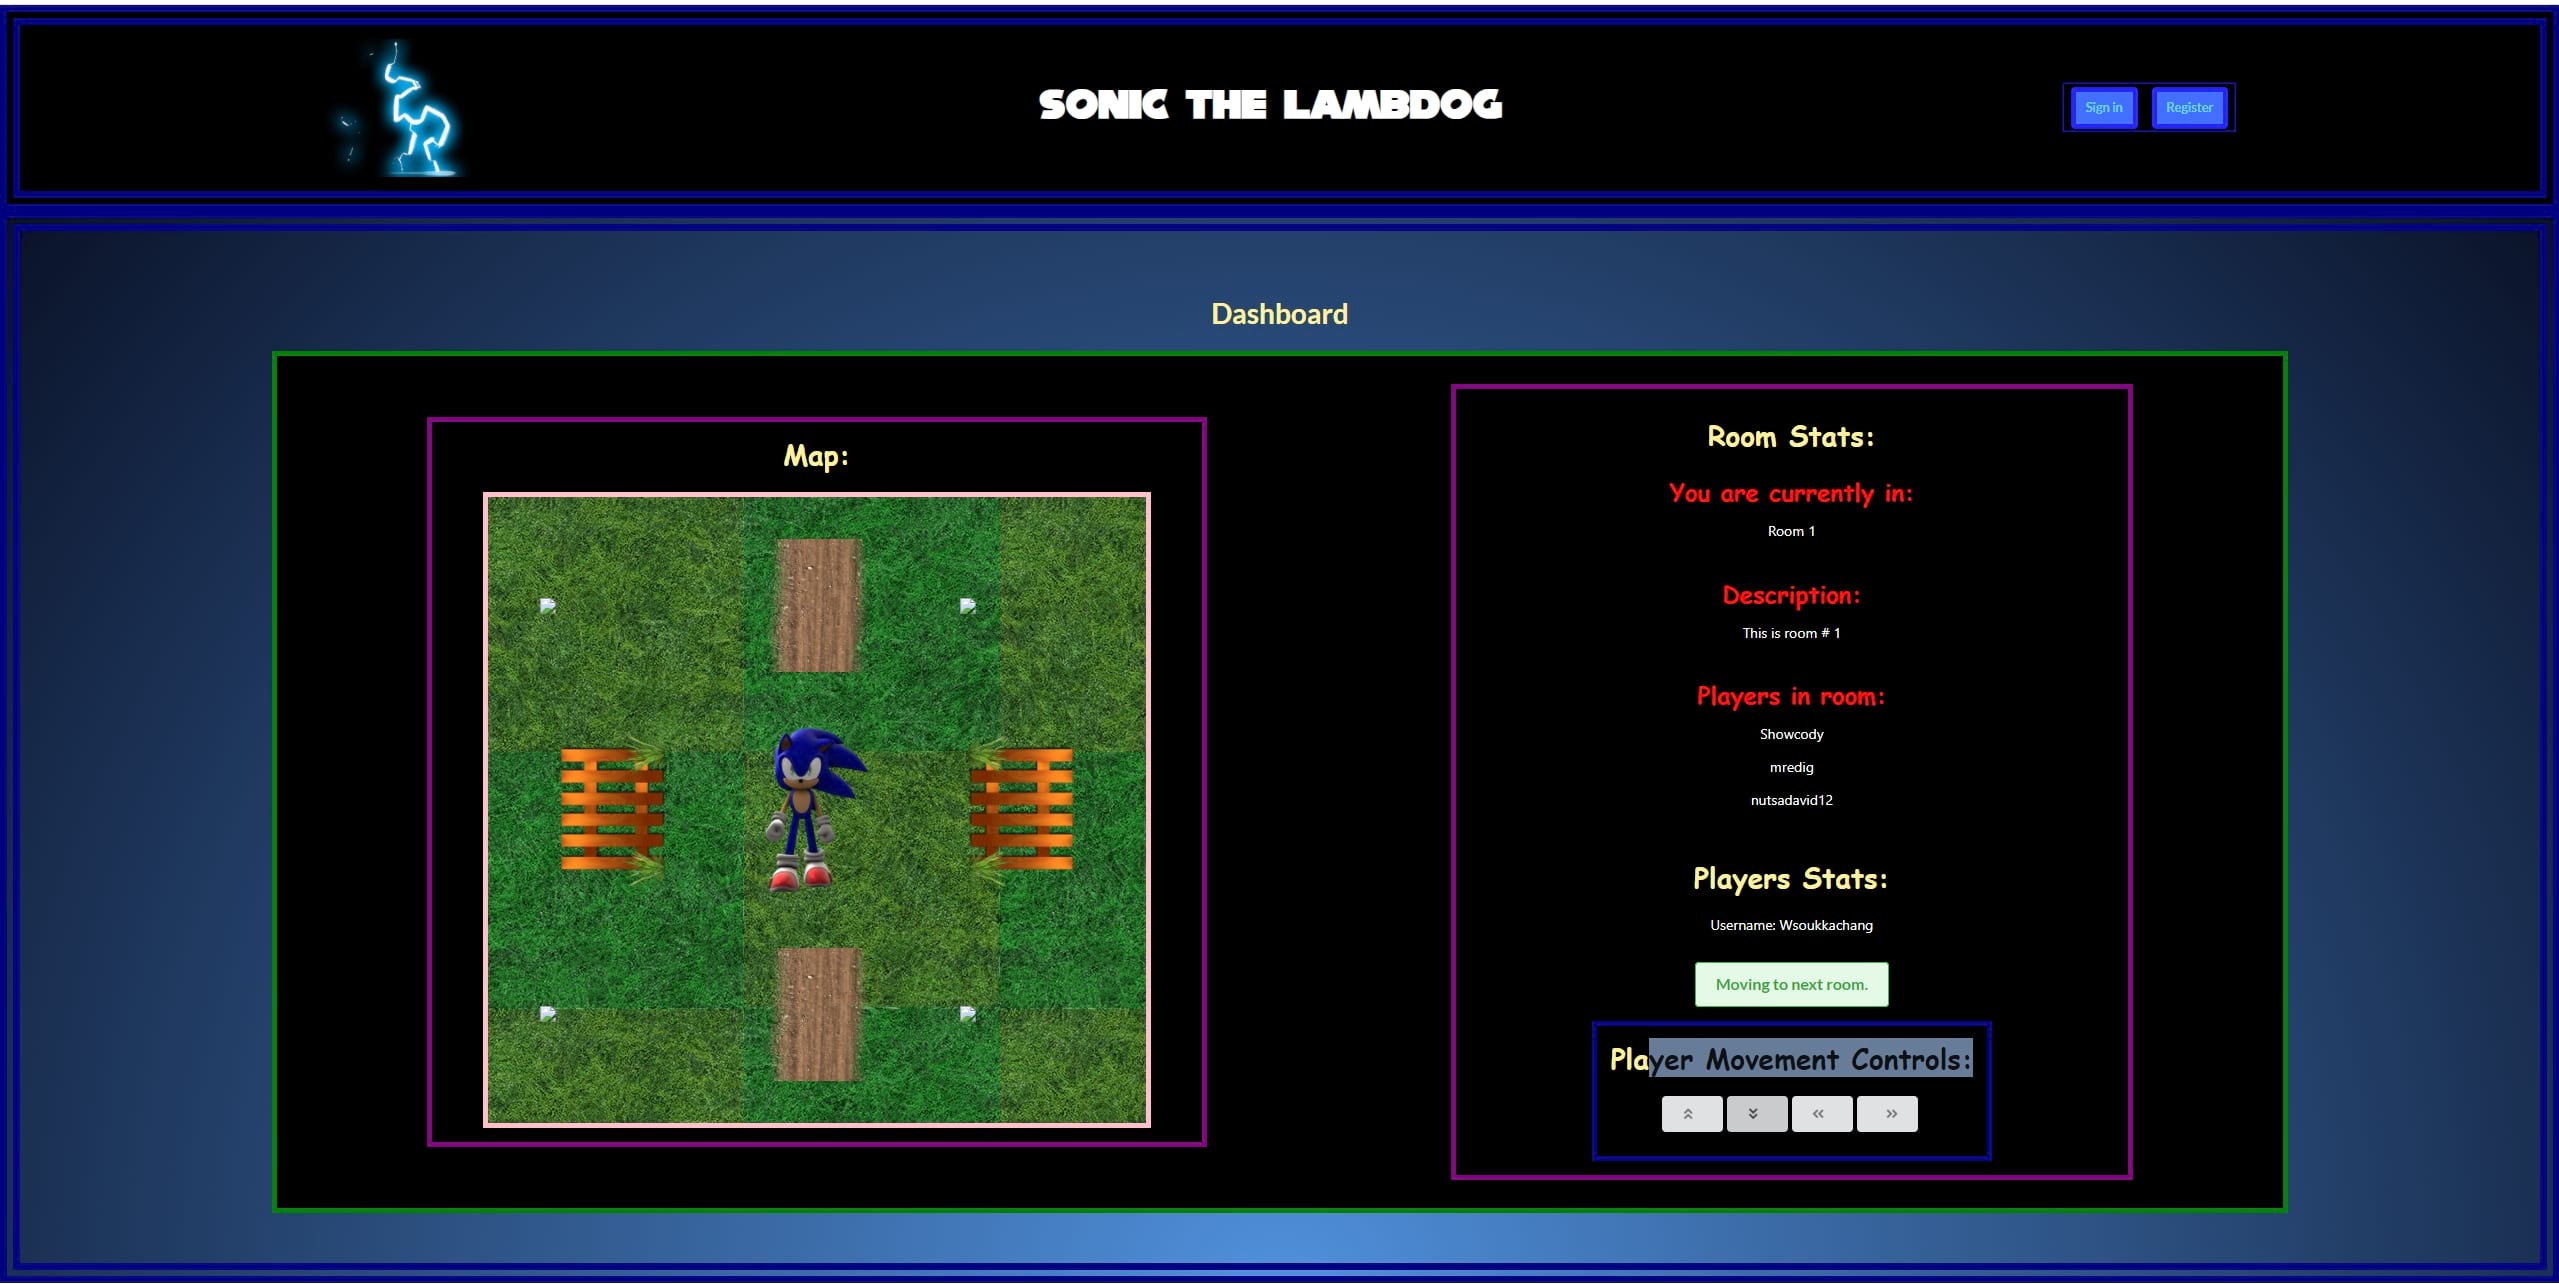 SONIC THE LAMBDOG
Sign in
Register
Dashboard
Map:
Room Stats:
You are currently in:
Room 1
Description:
This is room # 1
Players in room:
Showcody
mredig
nutsadavid12
Players Stats:
Username: Wsoukkachang
Moving to next room.
Player Movement Controls: